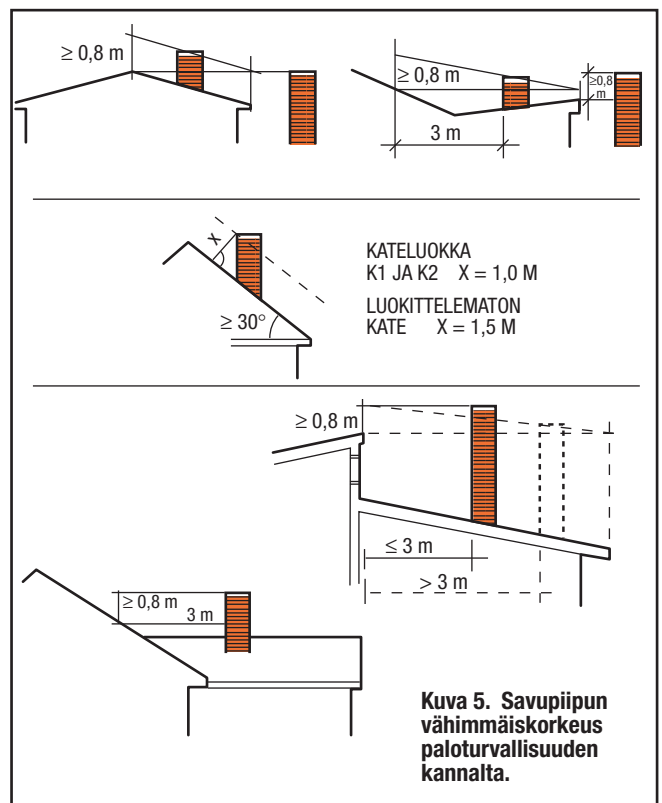 ≥ 0,8 m
≥ 0,8 m
≥0,8
m
3 m
x
≥ 30°
KATELUOKKA
K1 JA K2 X = 1,0 M
LUOKITTELEMATON
KATE X = 1,5 M
≥ 0,8 m
≤ 3 m
> 3 m
≥ 0,8 m
3 m
Kuva 5. Savupiipun
vähimmäiskorkeus
paloturvallisuuden
kannalta.